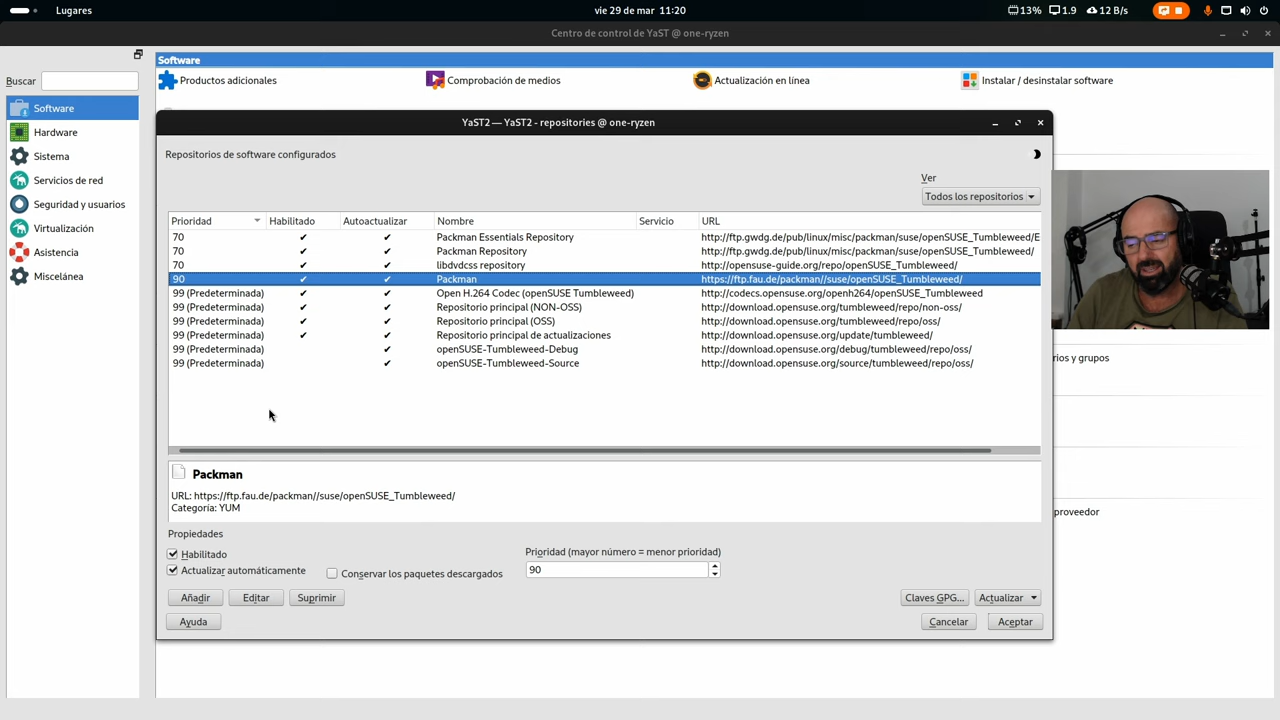 Lugares
vie 29 de mar 11:20
13% 1.9 12 B/s
Centro de control de YaST @ one-ryzen
Buscar
Software
Hardware
Sistema
Servicios de red
Seguridad y usuarios
Virtualización
Asistencia
Miscelánea
Software
Productos adicionales
Comprobación de medios
Actualización en línea
Instalar / desinstalar software
YaST2 — YaST2 - repositories @ one-ryzen
Repositorios de software configurados
Ver
Todos los repositorios
Prioridad Habilitado Autoactualizar Nombre Servicio URL
70 ✔ ✔ Packman Essentials Repository http://ftp.gwdg.de/pub/linux/misc/packman/suse/openSUSE_Tumbleweed/E
70 ✔ ✔ Packman Repository http://ftp.gwdg.de/pub/linux/misc/packman/suse/openSUSE_Tumbleweed/
70 ✔ ✔ libdvdcss repository http://opensuse-guide.org/repo/openSUSE_Tumbleweed/
90 ✔ ✔ Packman https://ftp.fau.de/packman//suse/openSUSE_Tumbleweed/
99 (Predeterminada) ✔ ✔ Open H.264 Codec (openSUSE Tumbleweed) http://codecs.opensuse.org/openh264/openSUSE_Tumbleweed
99 (Predeterminada) ✔ ✔ Repositorio principal (NON-OSS) http://download.opensuse.org/tumbleweed/repo/non-oss/
99 (Predeterminada) ✔ ✔ Repositorio principal (OSS) http://download.opensuse.org/tumbleweed/repo/oss/
99 (Predeterminada) ✔ ✔ Repositorio principal de actualizaciones http://download.opensuse.org/update/tumbleweed/
99 (Predeterminada) ✔ openSUSE-Tumbleweed-Debug http://download.opensuse.org/debug/tumbleweed/repo/oss/
99 (Predeterminada) ✔ openSUSE-Tumbleweed-Source http://download.opensuse.org/source/tumbleweed/repo/oss/
Packman
URL: https://ftp.fau.de/packman//suse/openSUSE_Tumbleweed/
Categoría: YUM
Propiedades
Habilitado
Actualizar automáticamente
Conservar los paquetes descargados
Prioridad (mayor número = menor prioridad)
90
Añadir
Editar
Suprimir
Claves GPG...
Actualizar
Ayuda
Cancelar
Aceptar
rios y grupos
proveedor